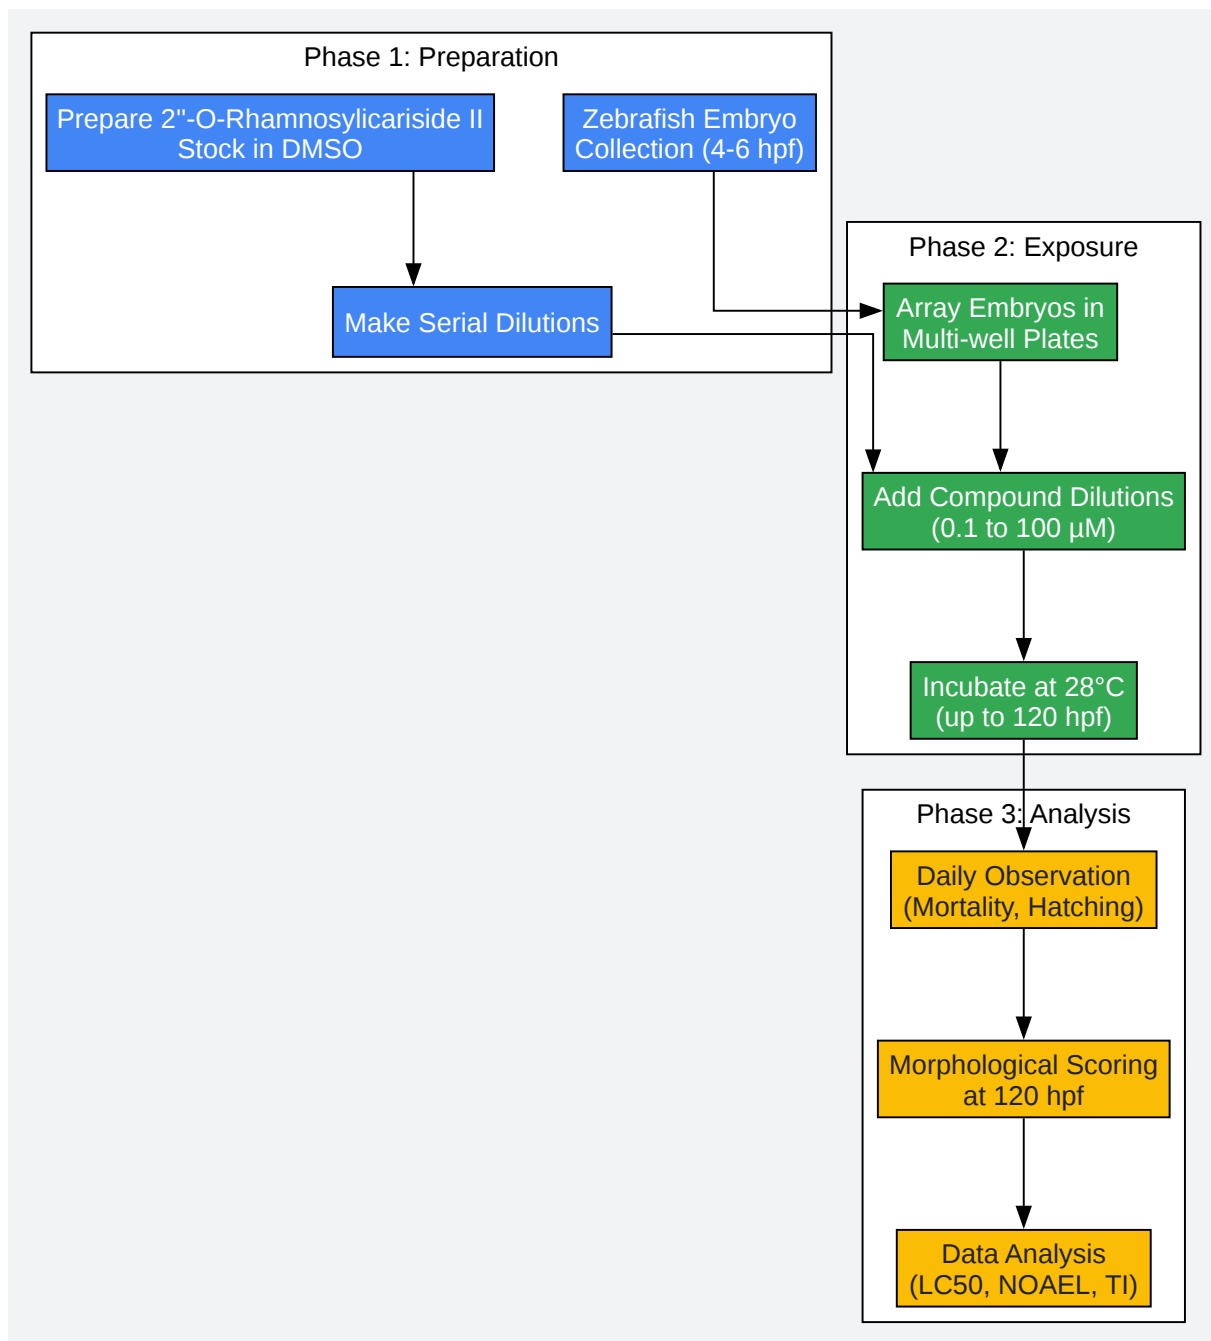 Phase 1: Preparation
Prepare 2"-O-Rhamnosylicariside II
Stock in DMSO
Zebrafish Embryo
Collection (4-6 hpf)
Make Serial Dilutions
Phase 2: Exposure
Array Embryos in
Multi-well Plates
Add Compound Dilutions
(0.1 to 100 µM)
Incubate at 28°C
(up to 120 hpf)
Phase 3: Analysis
Daily Observation
(Mortality, Hatching)
Morphological Scoring
at 120 hpf
Data Analysis
(LC50, NOAEL, TI)